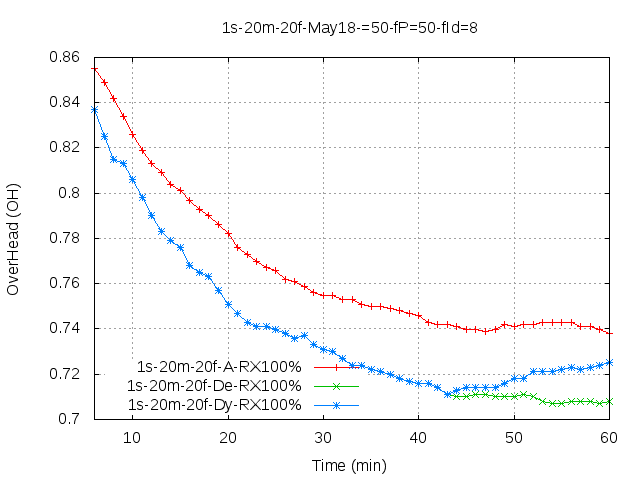 1s-20m-20f-May18-=50-fP=50-fId=8
0.86
0.84
0.82
0.8
0.78
0.76
0.74
0.72
0.7
OverHead (OH)
1s-20m-20f-A-RX100%
1s-20m-20f-De-RX100%
1s-20m-20f-Dy-RX100%
10 20 30 40 50 60
Time (min)